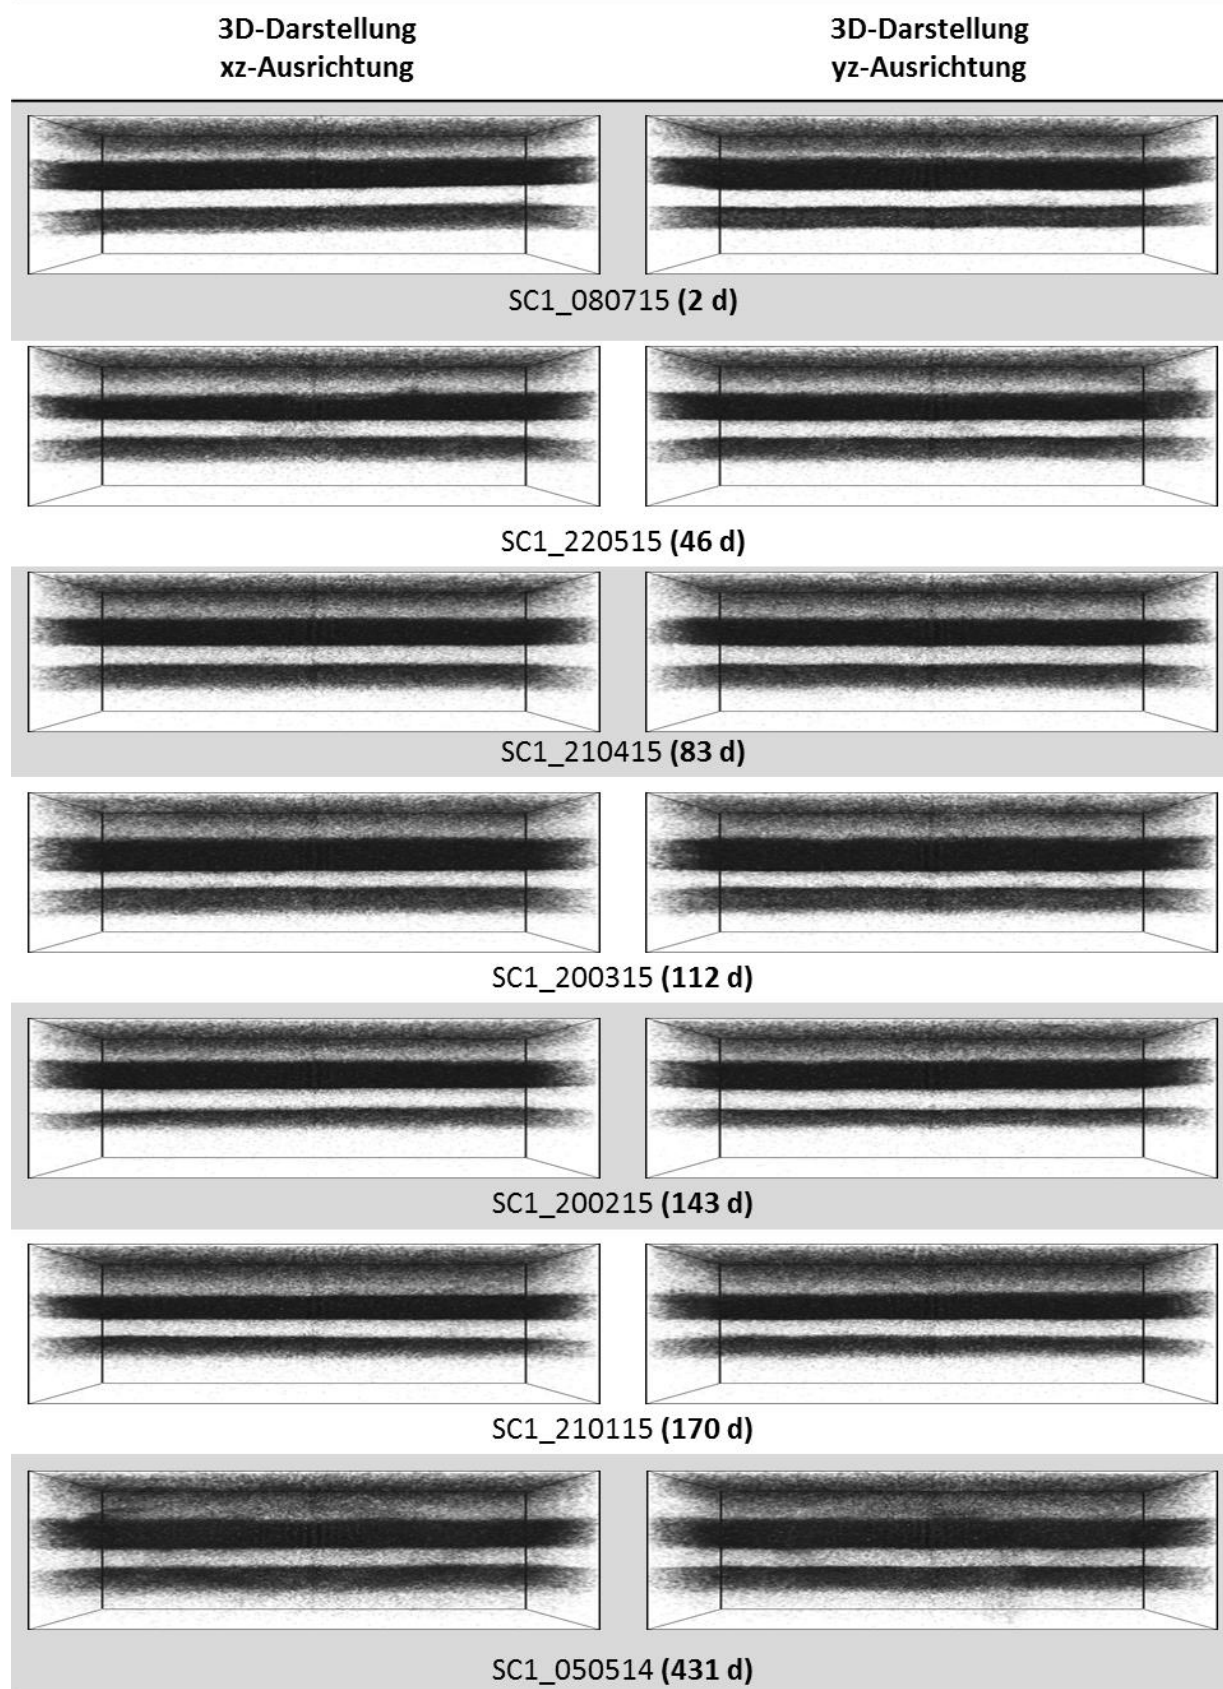 3D-Darstellung
xz-Ausrichtung
3D-Darstellung
yz-Ausrichtung
SC1_080715 (2 d)
SC1_220515 (46 d)
SC1_210415 (83 d)
SC1_200315 (112 d)
SC1_200215 (143 d)
SC1_210115 (170 d)
SC1_050514 (431 d)